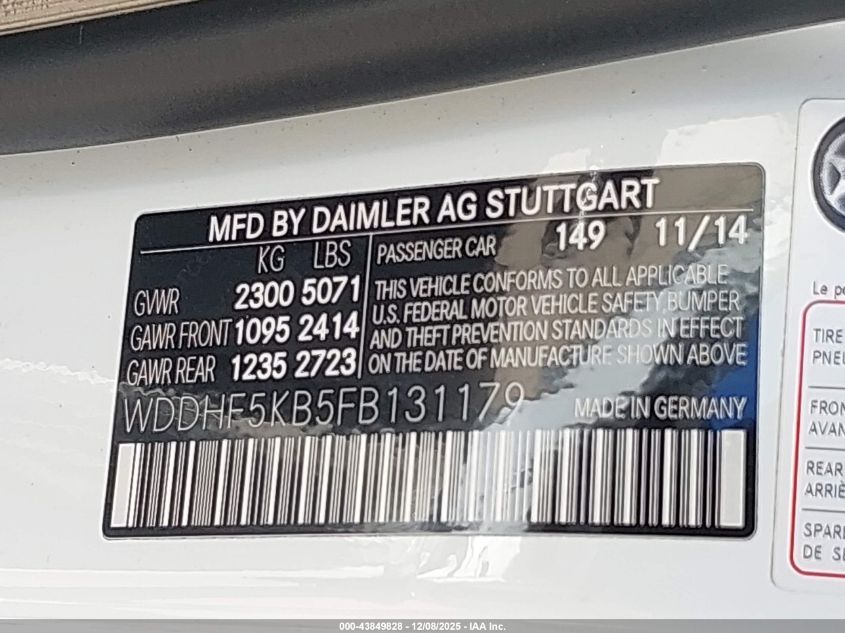 MFD BY DAIMLER AG STUTTGART
KG LBS
GVWR 2300 5071
GAWR FRONT 1095 2414
GAWR REAR 1235 2723
PASSENGER CAR 149 11/14
THIS VEHICLE CONFORMS TO ALL APPLICABLE
U.S. FEDERAL MOTOR VEHICLE SAFETY, BUMPER
AND THEFT PREVENTION STANDARDS IN EFFECT
ON THE DATE OF MANUFACTURE SHOWN ABOVE
WDDHF5KB5FB131179 MADE IN GERMANY
Le
TIRE
FRON
AVAN
REAR
ARRIÈ
SPAR
DE
000-43849828 - 12/08/2025 - IAA Inc.